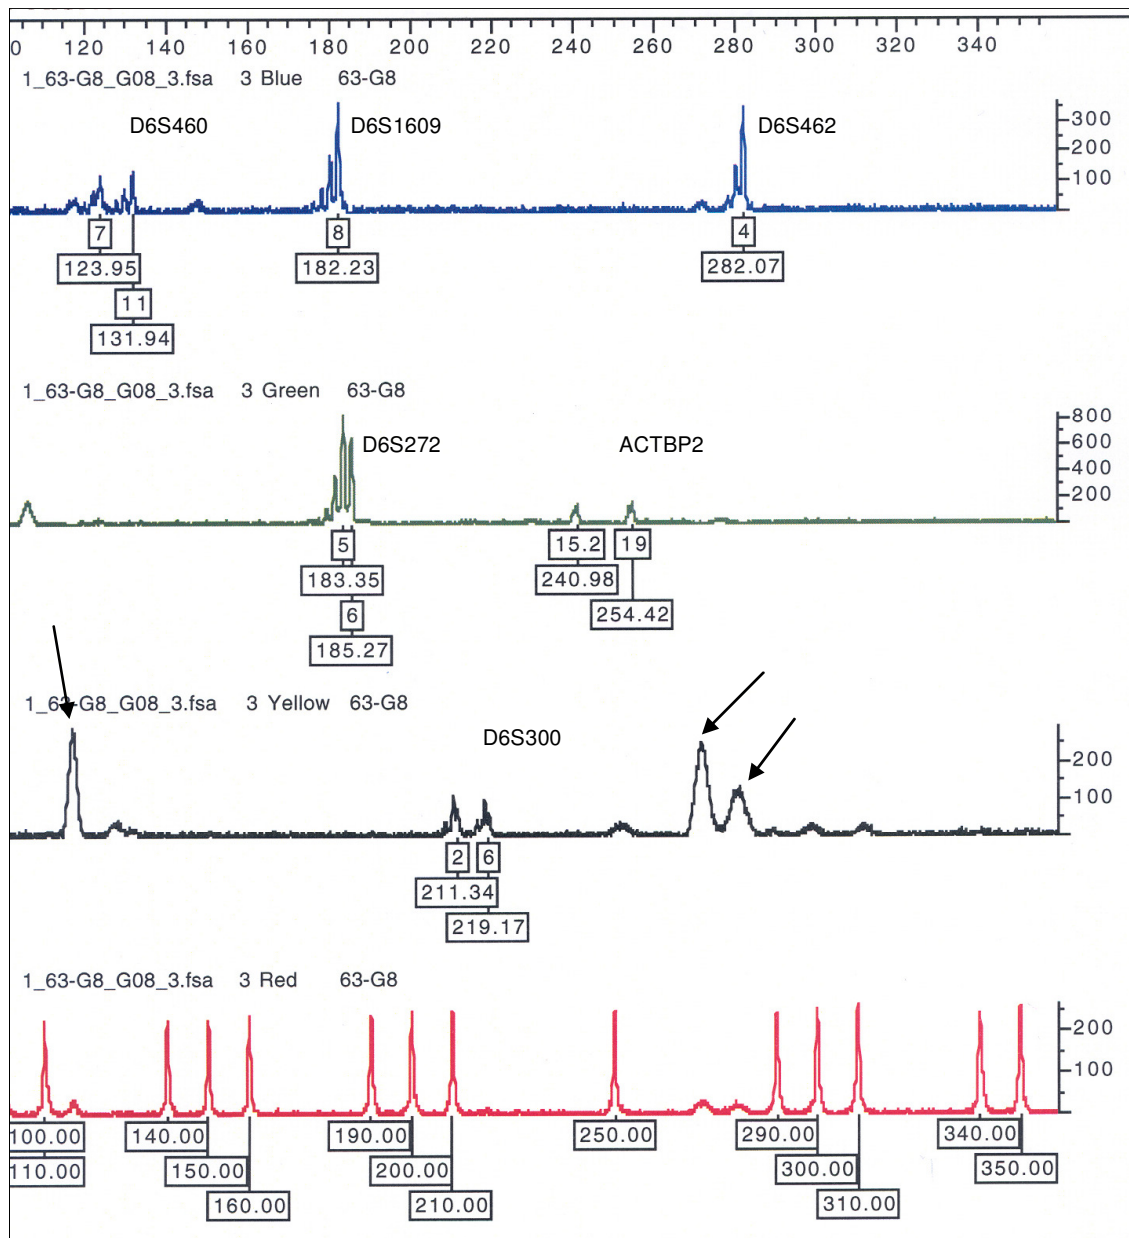 0 120 140 160 180 200 220 240 260 280 300 320 340
1_63-G8_G08_3.fsa 3 Blue 63-G8
D6S460 D6S1609 D6S462
300
200
100
7 8 4
123.95 182.23 282.07
11
131.94
1_63-G8_G08_3.fsa 3 Green 63-G8
D6S272 ACTBP2
800
600
400
200
5 15.2 19
183.35 240.98
6 254.42
185.27
1_63-G8_G08_3.fsa 3 Yellow 63-G8
D6S300
200
100
2 6
211.34
219.17
1_63-G8_G08_3.fsa 3 Red 63-G8
200
100
100.00 140.00 190.00 250.00 290.00 340.00
110.00 150.00 200.00 300.00 350.00
160.00 210.00 310.00